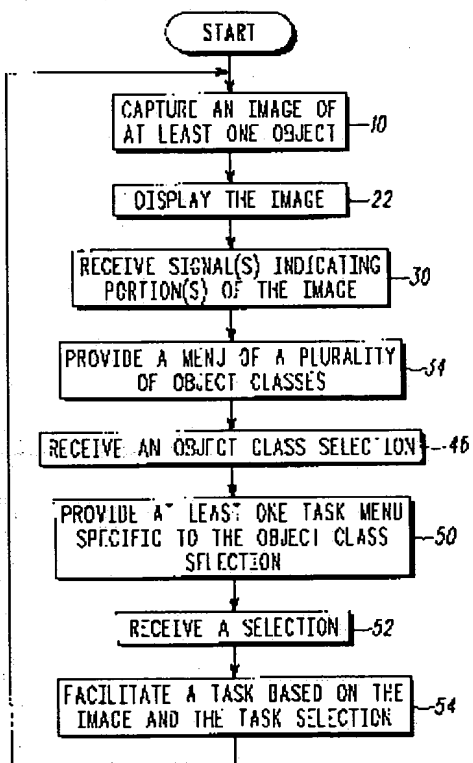 START
CAPTURE AN IMAGE OF
AT LEAST ONE OBJECT
10
DISPLAY THE IMAGE
22
RECEIVE SIGNAL(S) INDICATING
PORTION(S) OF THE IMAGE
30
PROVIDE A MENU OF A PLURALITY
OF OBJECT CLASSES
34
RECEIVE AN OBJECT CLASS SELECTION
46
PROVIDE AT LEAST ONE TASK MENU
SPECIFIC TO THE OBJECT CLASS
SELECTION
50
RECEIVE A SELECTION
52
FACILITATE A TASK BASED ON THE
IMAGE AND THE TASK SELECTION
54